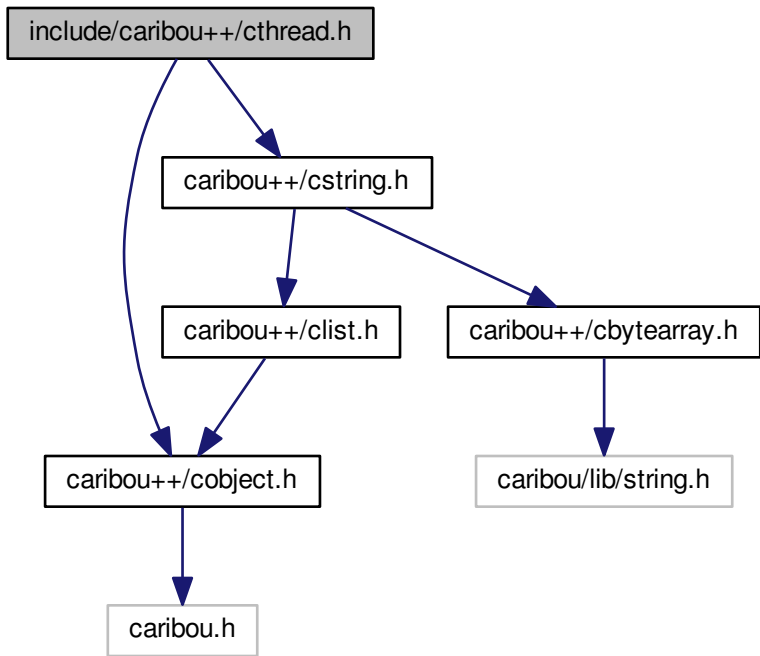 include/caribou++/cthread.h
caribou++/cstring.h
caribou++/clist.h
caribou++/cbytearray.h
caribou++/cobject.h
caribou/lib/string.h
caribou.h